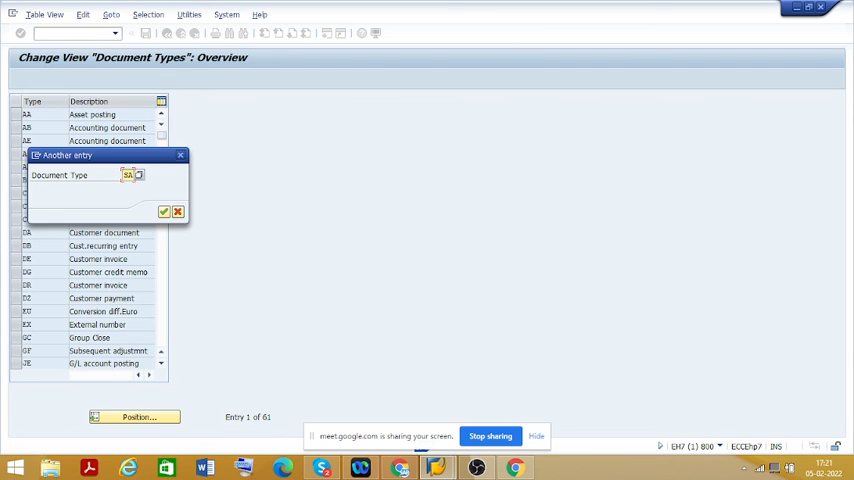 Table View Edit Goto Selection Utilities System Help
Change View "Document Types": Overview
Type Description
AA Asset posting
AB Accounting document
AE Accounting document
Another entry
Document Type SA
DA Customer document
DB Cust.recurring entry
DE Customer invoice
DG Customer credit memo
DR Customer invoice
DZ Customer payment
EU Conversion diff.Euro
EX External number
GC Group Close
GF Subsequent adjustmnt
JE G/L account posting
Position... Entry 1 of 61
meet.google.com is sharing your screen. Stop sharing Hide
EH7 (1) 800 ECCEhp7 INS
17:21
05-02-2022